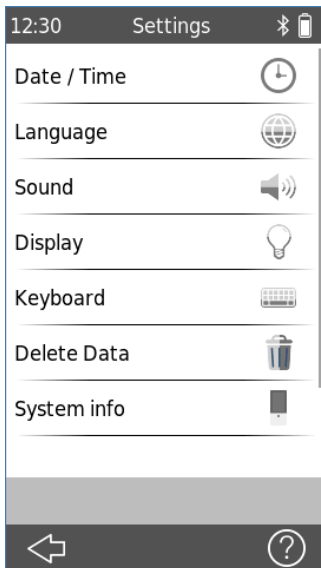 12:30 Settings
Date / Time
Language
Sound
Display
Keyboard
Delete Data
System info
?